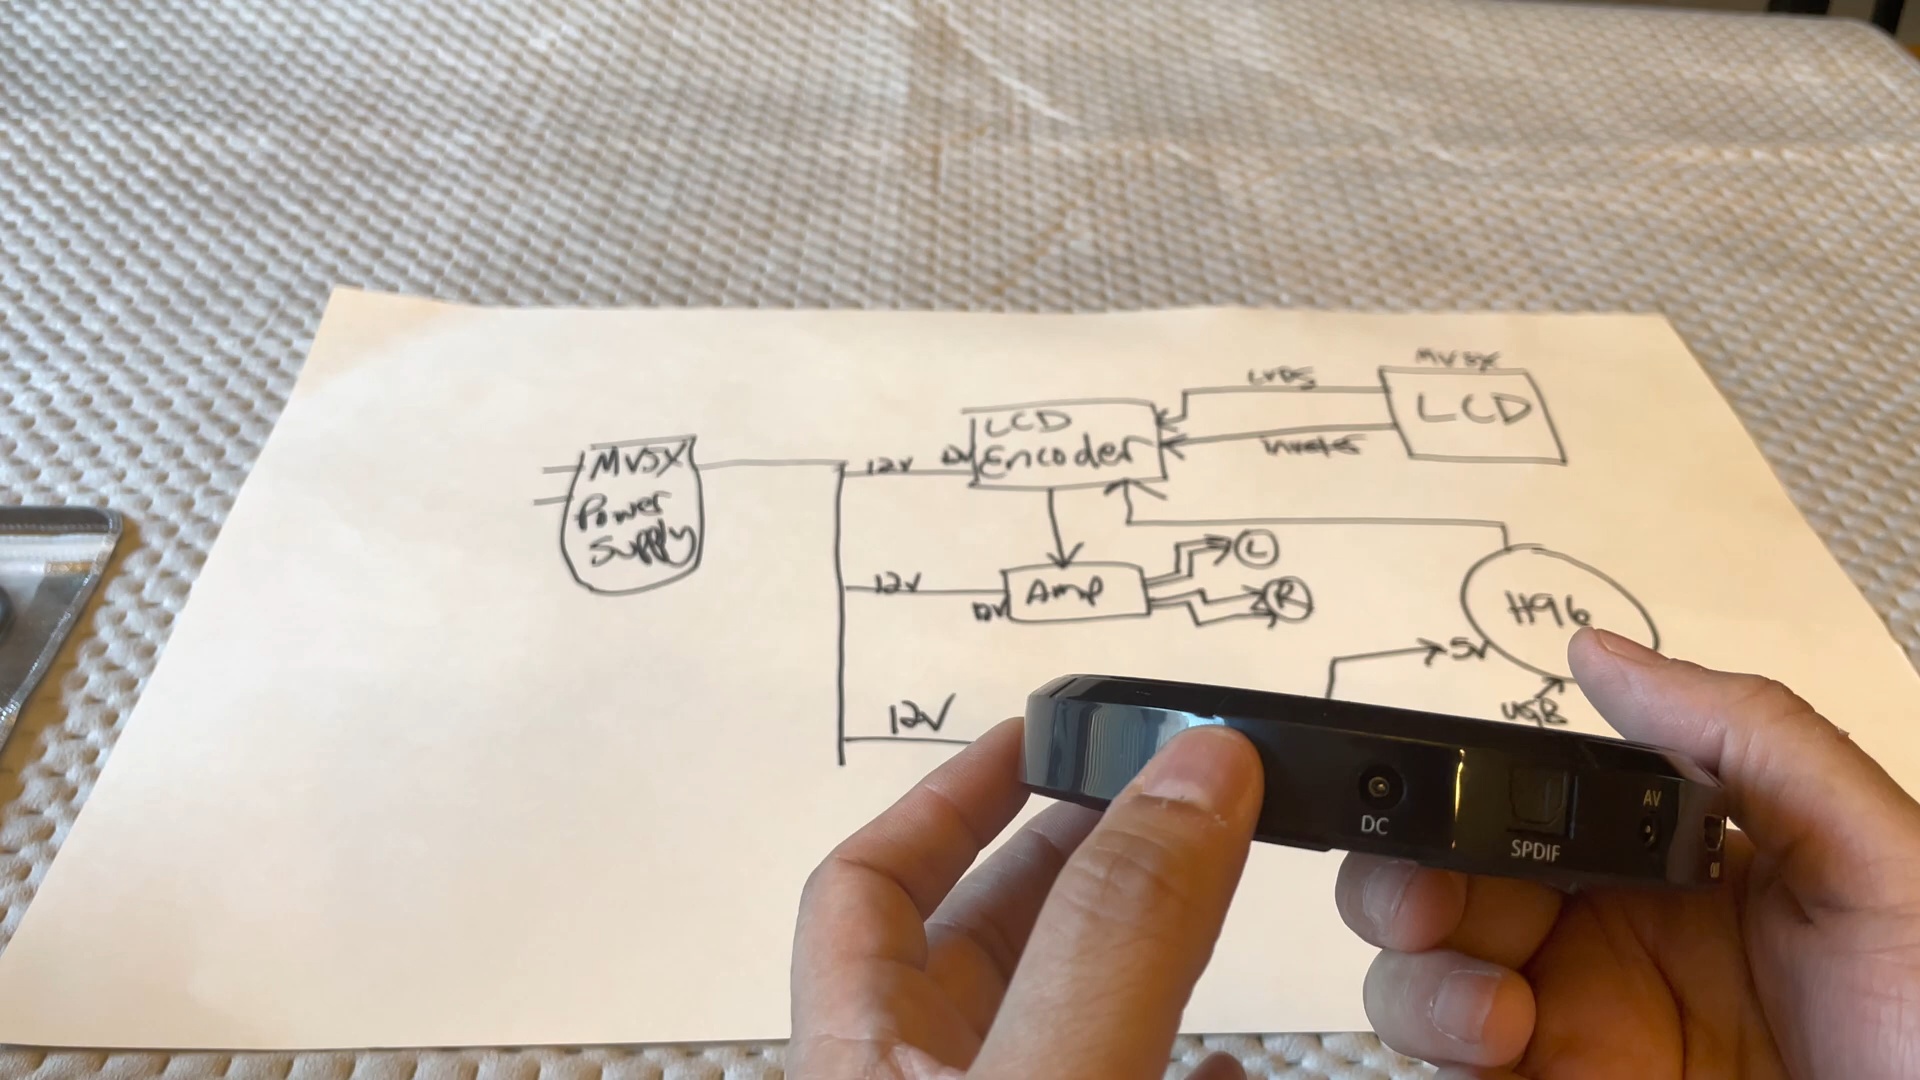 MVSX
LVDS
LCD
MVSX
Power
Supply
12V
LCD
Encoder
12V
Amp
L
R
H96
5V
USB
12V
DC
SPDIF
AV